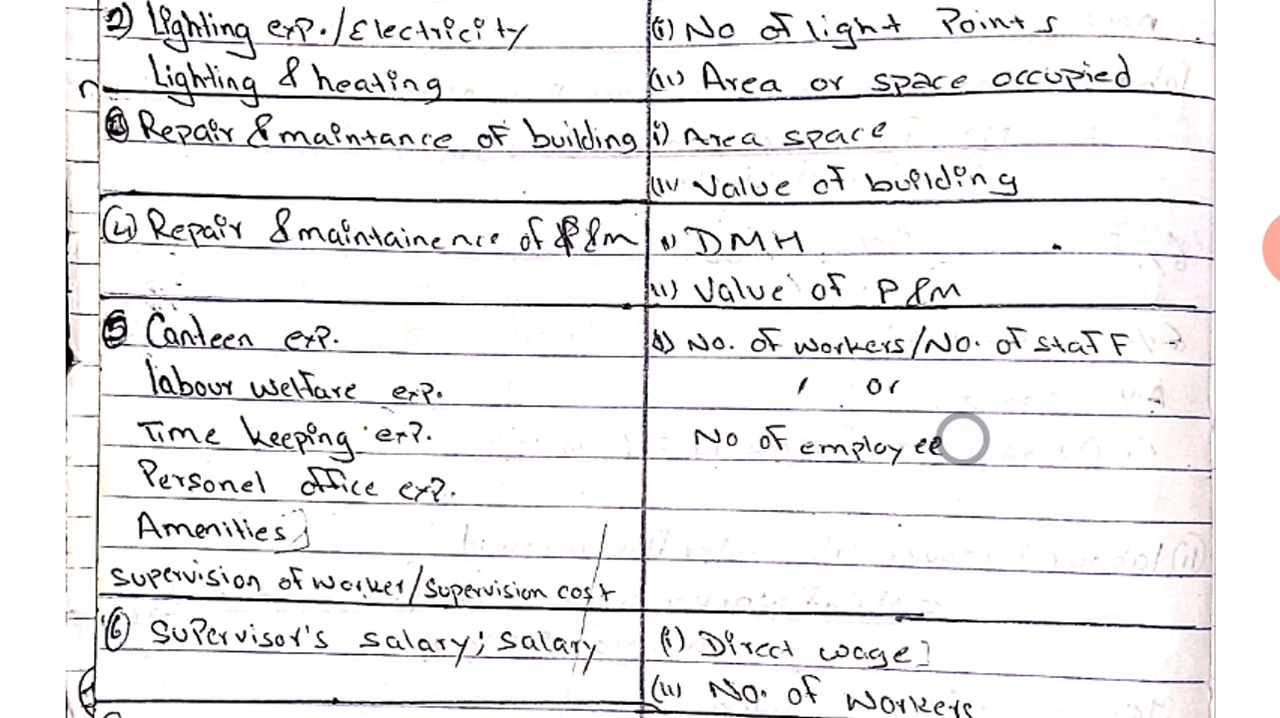 2) Lighting exp./Electricity
(i) No of light Points
Lighting & heating
(ii) Area or space occupied
③ Repair & maintance of building
i) Area space
(ii) Value of building
④ Repair & maintainence of P&m
i) DMH
ii) Value of P&M
⑤ Canteen exp.
i) No. of workers/No. of staff
labour welfare exp.
or
Time keeping exp.
No of employee
Personel office exp.
Amenities
supervision of worker/supervision cost
⑥ Supervisor's salary; salary
(i) Direct wage
(ii) No. of workers